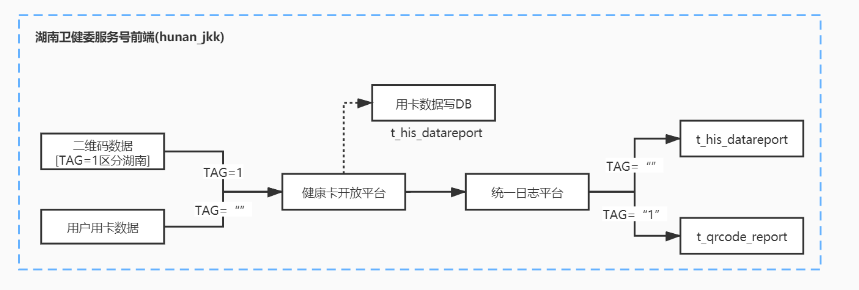 湖南卫健委服务号前端(hunan_jkk)
用卡数据写DB
t_his_datareport
二维码数据
[TAG=1区分湖南]
TAG=1
健康卡开放平台
统一日志平台
t_his_datareport
TAG=“”
用户用卡数据
TAG=“”
TAG=“1”
t_qrcode_report